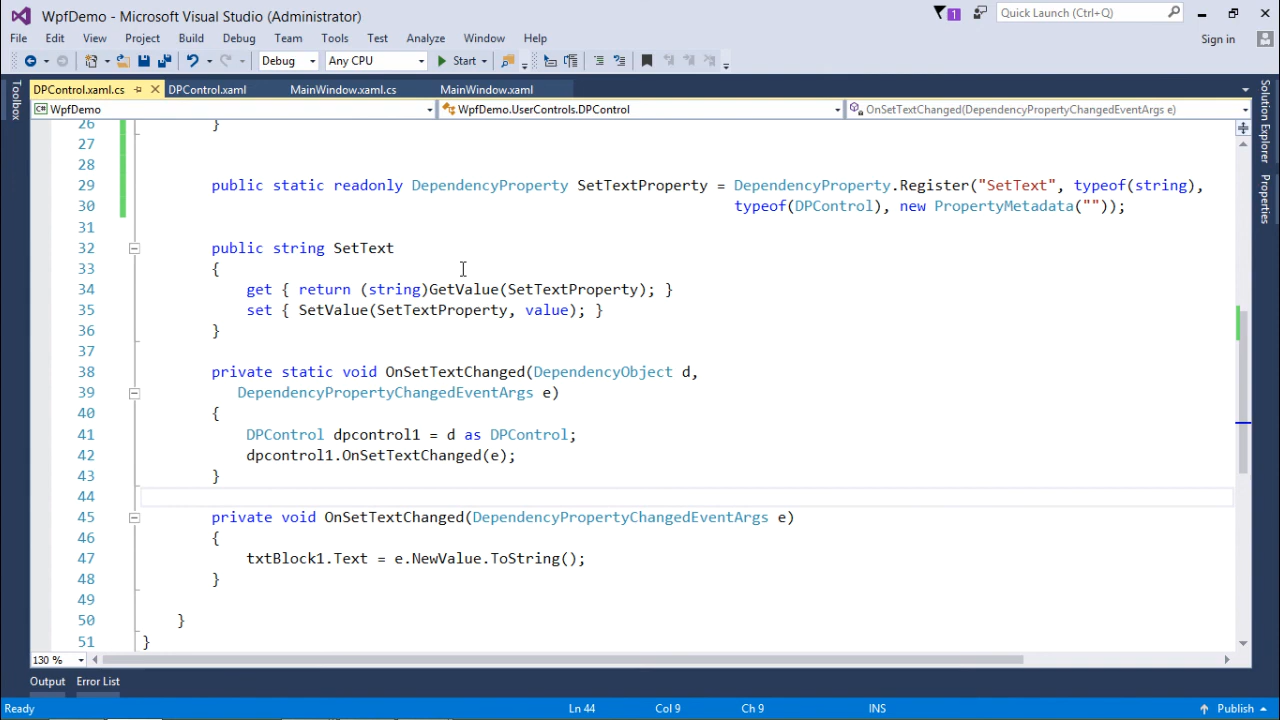 WpfDemo - Microsoft Visual Studio (Administrator)
1
Quick Launch (Ctrl+Q)
File Edit View Project Build Debug Team Tools Test Analyze Window Help
Sign in
Debug Any CPU Start
Toolbox
DPControl.xaml.cs DPControl.xaml MainWindow.xaml.cs MainWindow.xaml
WpfDemo WpfDemo.UserControls.DPControl OnSetTextChanged(DependencyPropertyChangedEventArgs e)
Solution Explorer
Properties
26 }
27
28
29 public static readonly DependencyProperty SetTextProperty = DependencyProperty.Register("SetText", typeof(string),
30 typeof(DPControl), new PropertyMetadata(""));
31
32 public string SetText
33 {
34 get { return (string)GetValue(SetTextProperty); }
35 set { SetValue(SetTextProperty, value); }
36 }
37
38 private static void OnSetTextChanged(DependencyObject d,
39 DependencyPropertyChangedEventArgs e)
40 {
41 DPControl dpcontrol1 = d as DPControl;
42 dpcontrol1.OnSetTextChanged(e);
43 }
44
45 private void OnSetTextChanged(DependencyPropertyChangedEventArgs e)
46 {
47 txtBlock1.Text = e.NewValue.ToString();
48 }
49
50 }
51 }
130 %
Output Error List
Ready Ln 44 Col 9 Ch 9 INS Publish